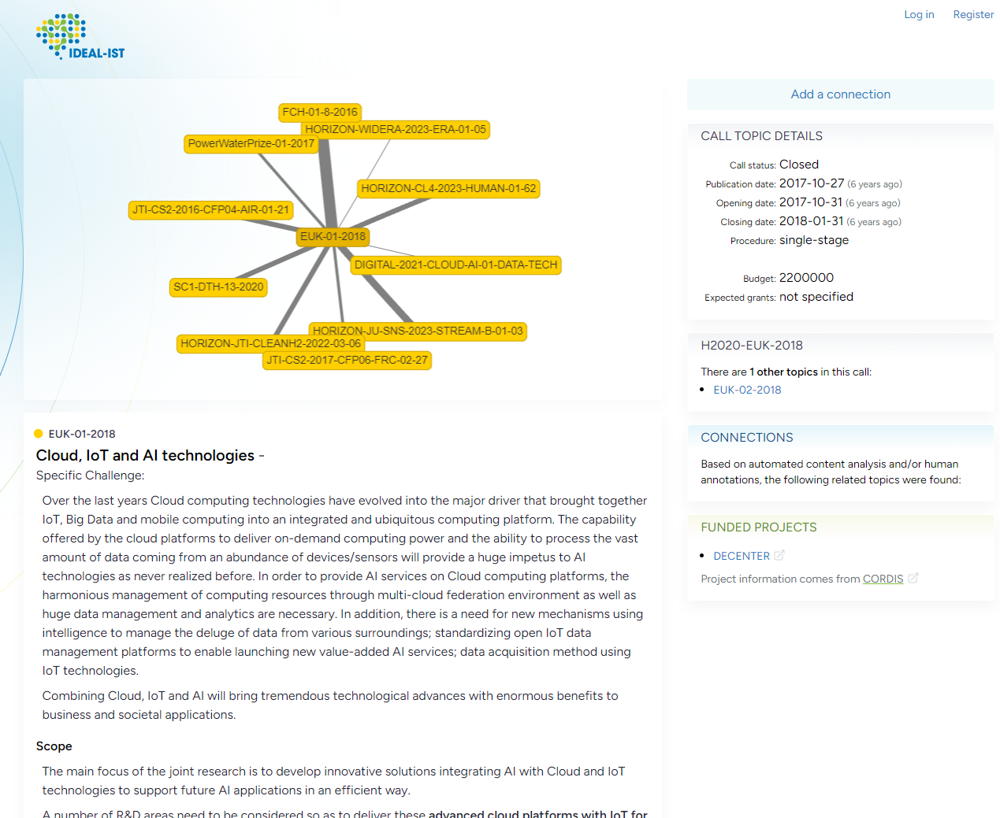 IDEAL-IST
Log in
Register
FCH-01-8-2016
HORIZON-WIDERA-2023-ERA-01-05
PowerWaterPrize-01-2017
HORIZON-CL4-2023-HUMAN-01-62
JTI-CS2-2016-CFP04-AIR-01-21
EUK-01-2018
DIGITAL-2021-CLOUD-AI-01-DATA-TECH
SC1-DTH-13-2020
HORIZON-JU-SNS-2023-STREAM-B-01-03
HORIZON-JTI-CLEANH2-2022-03-06
JTI-CS2-2017-CFP06-FRC-02-27
EUK-01-2018
Cloud, IoT and AI technologies -
Specific Challenge:
Over the last years Cloud computing technologies have evolved into the major driver that brought together
IoT, Big Data and mobile computing into an integrated and ubiquitous computing platform. The capability
offered by the cloud platforms to deliver on-demand computing power and the ability to process the vast
amount of data coming from an abundance of devices/sensors will provide a huge impetus to AI
technologies as never realized before. In order to provide AI services on Cloud computing platforms, the
harmonious management of computing resources through multi-cloud federation environment as well as
huge data management and analytics are necessary. In addition, there is a need for new mechanisms using
intelligence to manage the deluge of data from various surroundings; standardizing open IoT data
management platforms to enable launching new value-added AI services; data acquisition method using
IoT technologies.
Combining Cloud, IoT and AI will bring tremendous technological advances with enormous benefits to
business and societal applications.
Scope
The main focus of the joint research is to develop innovative solutions integrating AI with Cloud and IoT
technologies to support future AI applications in an efficient way.
A number of R&D areas need to be considered so as to deliver these advanced cloud platforms with IoT for
Add a connection
CALL TOPIC DETAILS
Call status: Closed
Publication date: 2017-10-27 (6 years ago)
Opening date: 2017-10-31 (6 years ago)
Closing date: 2018-01-31 (6 years ago)
Procedure: single-stage
Budget: 2200000
Expected grants: not specified
H2020-EUK-2018
There are 1 other topics in this call:
EUK-02-2018
CONNECTIONS
Based on automated content analysis and/or human
annotations, the following related topics were found:
FUNDED PROJECTS
DECENTER
Project information comes from CORDIS